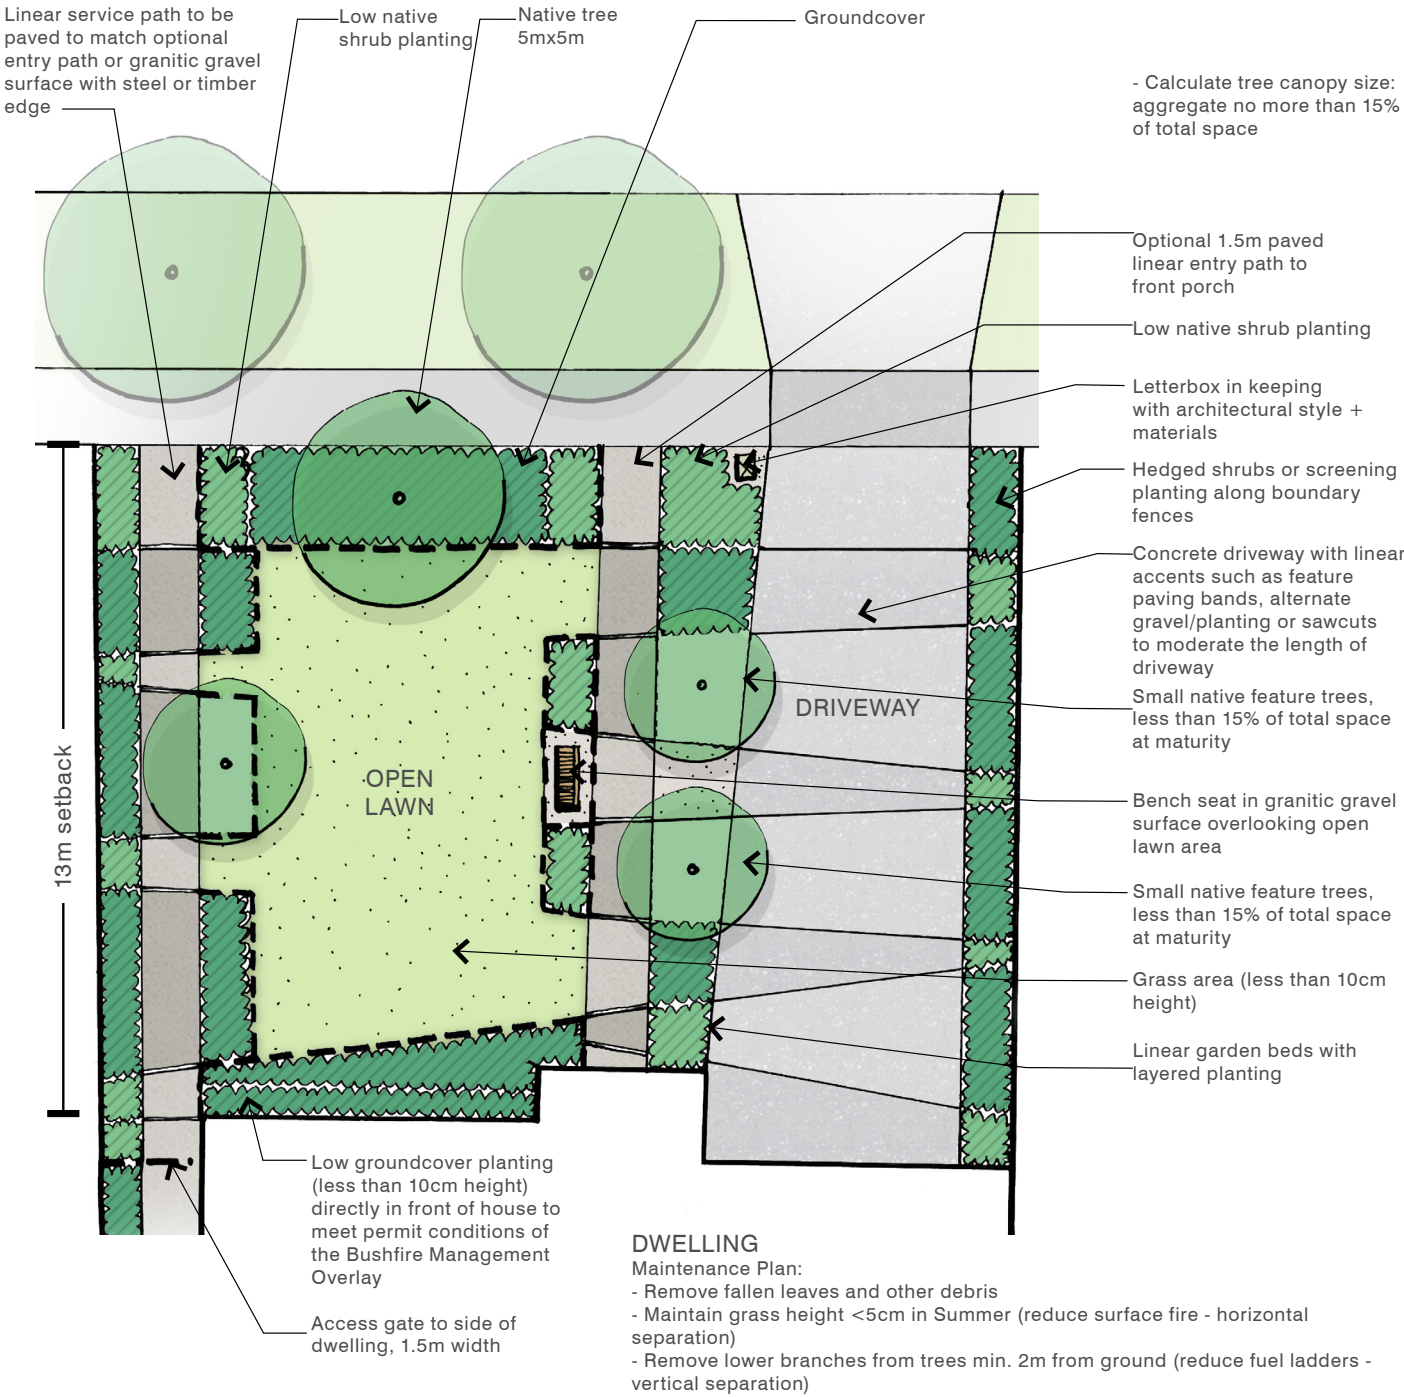 Linear service path to be
paved to match optional
entry path or granitic gravel
surface with steel or timber
edge
Low native
shrub planting
Native tree
5mx5m
Groundcover
- Calculate tree canopy size:
aggregate no more than 15%
of total space
Optional 1.5m paved
linear entry path to
front porch
Low native shrub planting
Letterbox in keeping
with architectural style +
materials
Hedged shrubs or screening
planting along boundary
fences
Concrete driveway with linear
accents such as feature
paving bands, alternate
gravel/planting or sawcuts
to moderate the length of
driveway
Small native feature trees,
less than 15% of total space
at maturity
DRIVEWAY
OPEN
LAWN
13m setback
Bench seat in granitic gravel
surface overlooking open
lawn area
Small native feature trees,
less than 15% of total space
at maturity
Grass area (less than 10cm
height)
Linear garden beds with
layered planting
Low groundcover planting
(less than 10cm height)
directly in front of house to
meet permit conditions of
the Bushfire Management
Overlay
Access gate to side of
dwelling, 1.5m width
DWELLING
Maintenance Plan:
- Remove fallen leaves and other debris
- Maintain grass height <5cm in Summer (reduce surface fire - horizontal
separation)
- Remove lower branches from trees min. 2m from ground (reduce fuel ladders -
vertical separation)